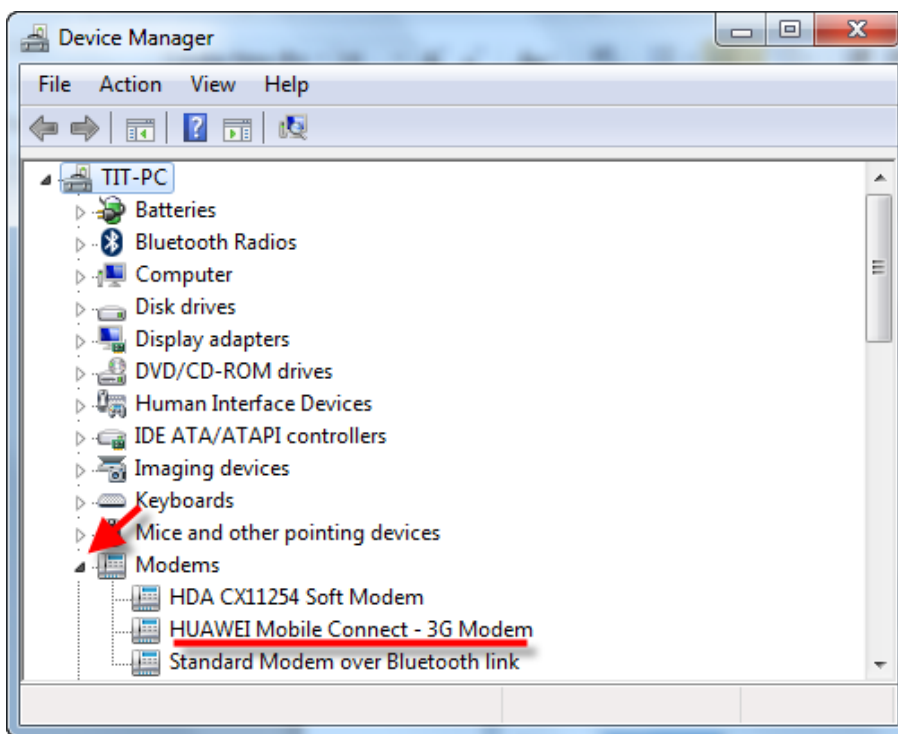 Device Manager
File Action View Help
TIT-PC
Batteries
Bluetooth Radios
Computer
Disk drives
Display adapters
DVD/CD-ROM drives
Human Interface Devices
IDE ATA/ATAPI controllers
Imaging devices
Keyboards
Mice and other pointing devices
Modems
HDA CX11254 Soft Modem
HUAWEI Mobile Connect - 3G Modem
Standard Modem over Bluetooth link